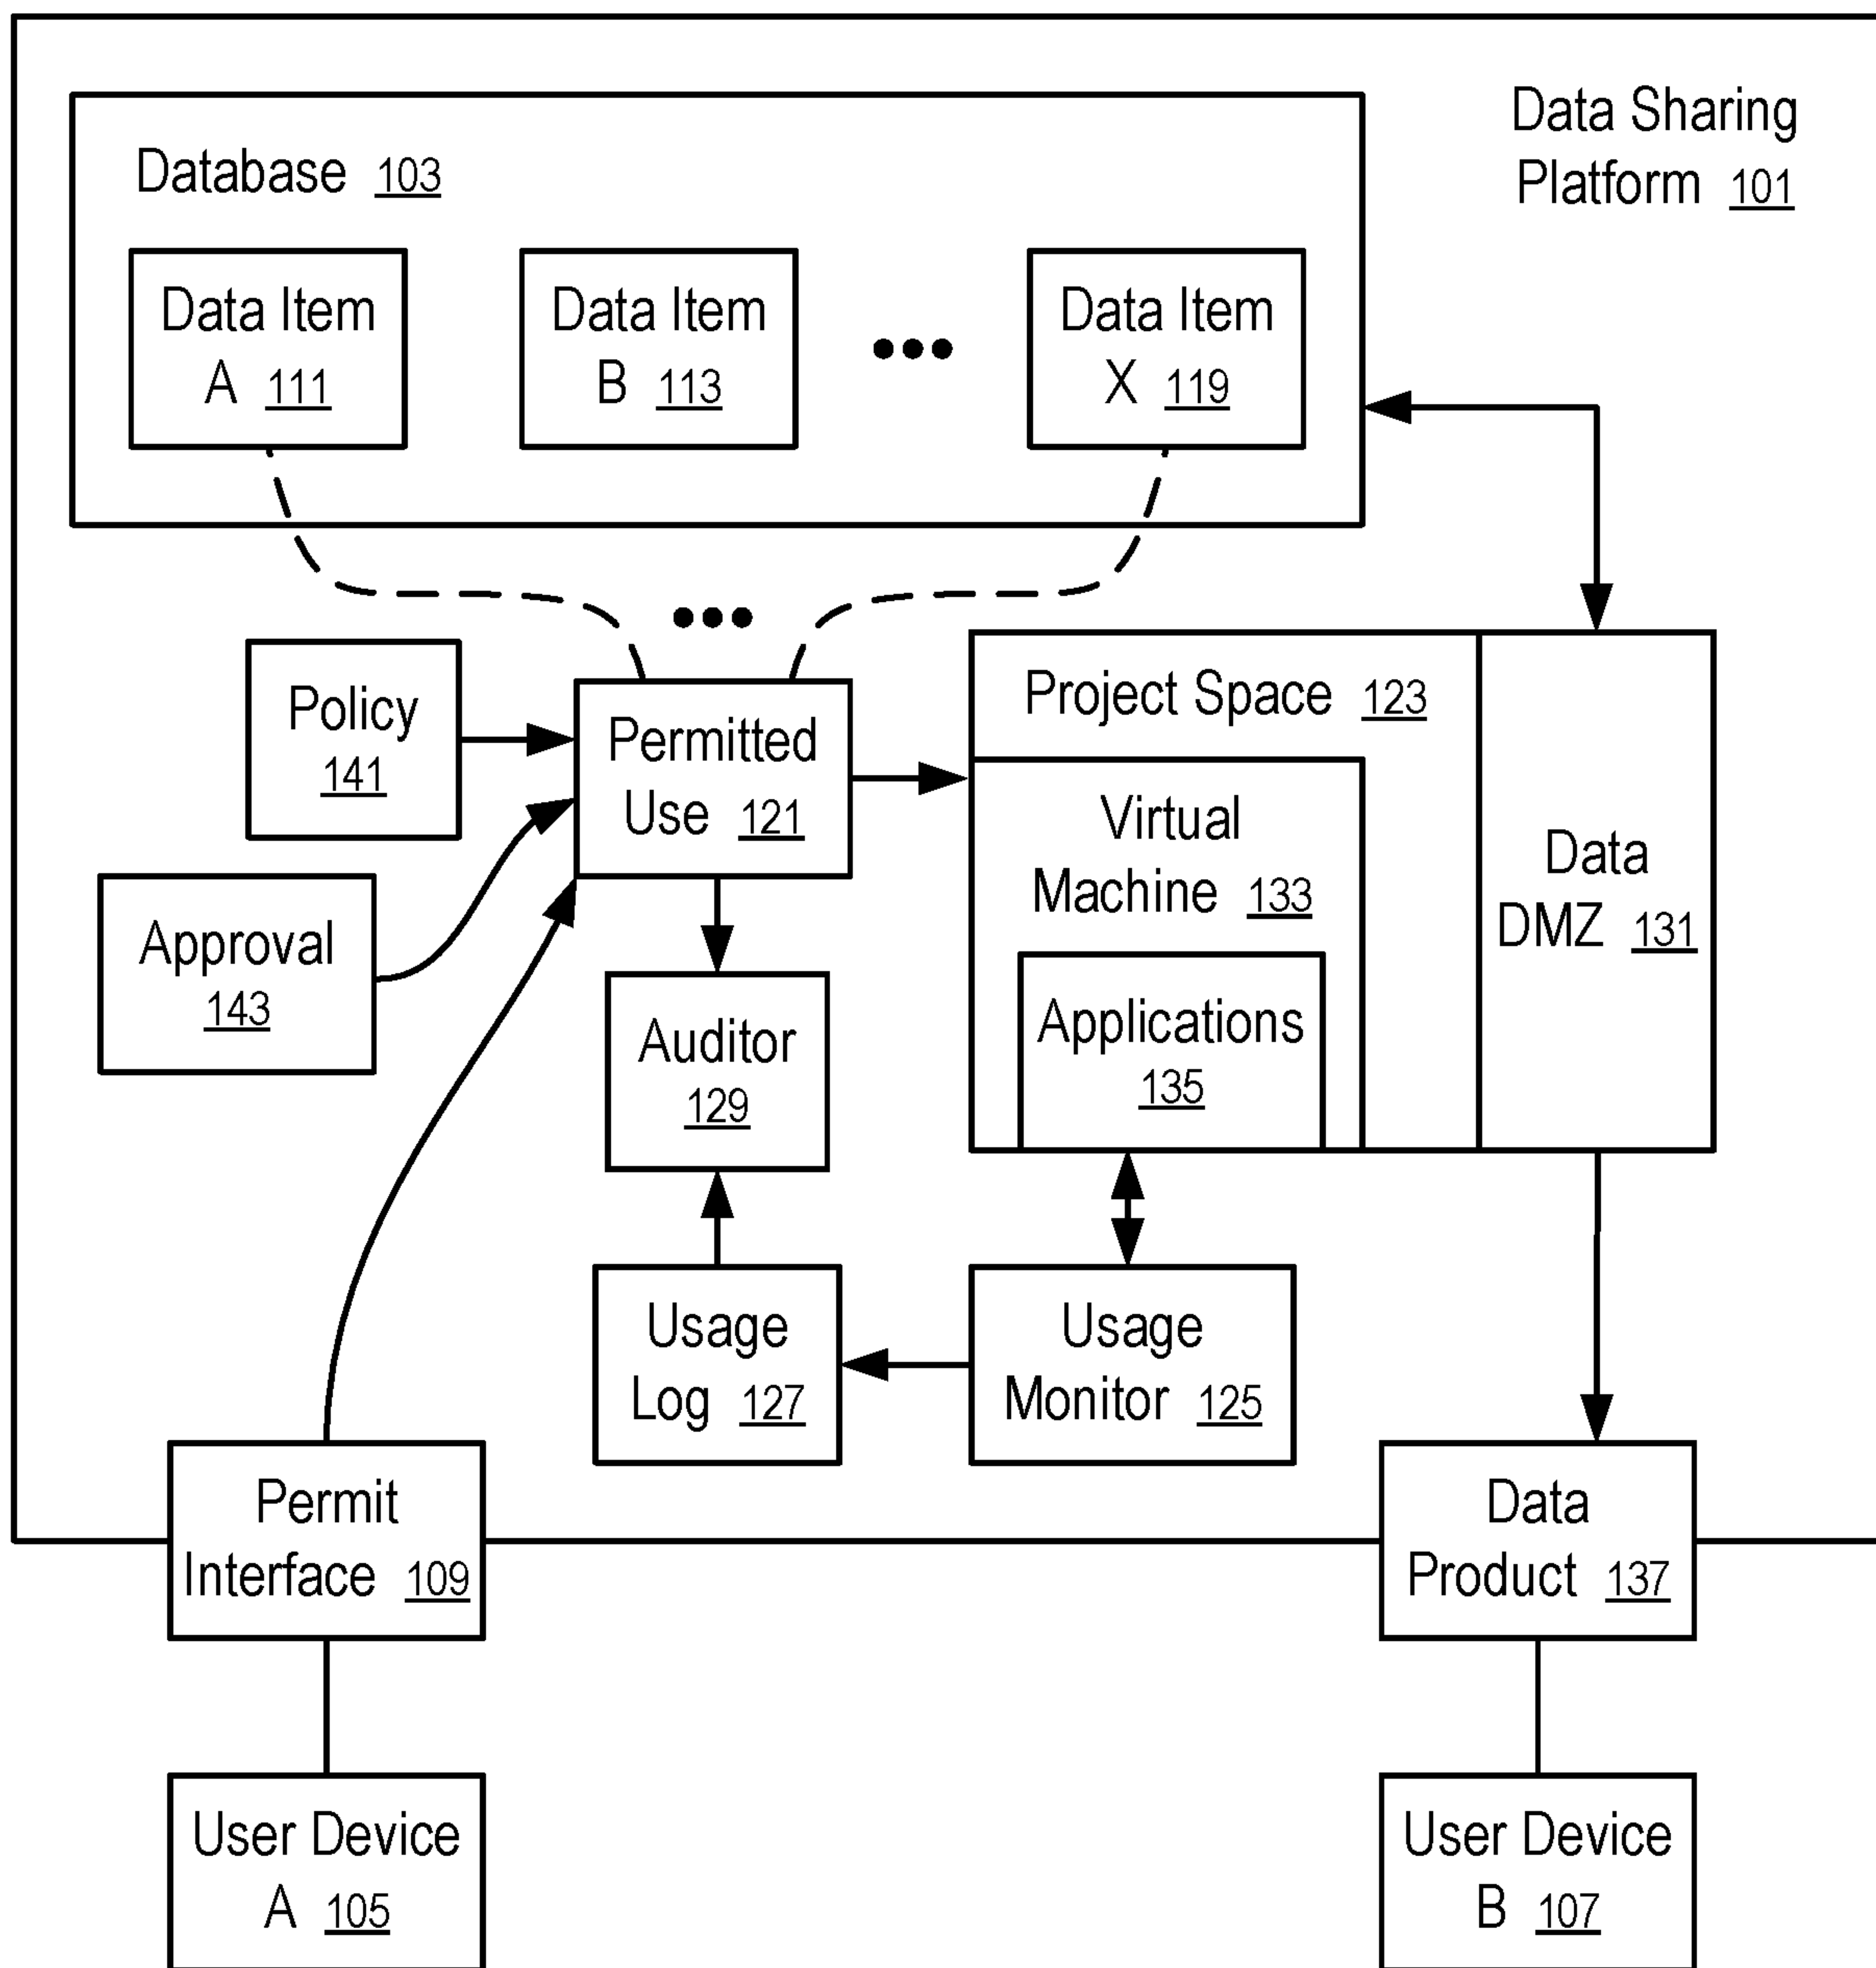 Data Sharing
Platform 101
Database 103
Data Item
A 111
Data Item
B 113
Data Item
X 119
Policy
141
Permitted
Use 121
Project Space 123
Virtual
Machine 133
Data
DMZ 131
Approval
143
Auditor
129
Applications
135
Usage
Log 127
Usage
Monitor 125
Permit
Interface 109
Data
Product 137
User Device
A 105
User Device
B 107